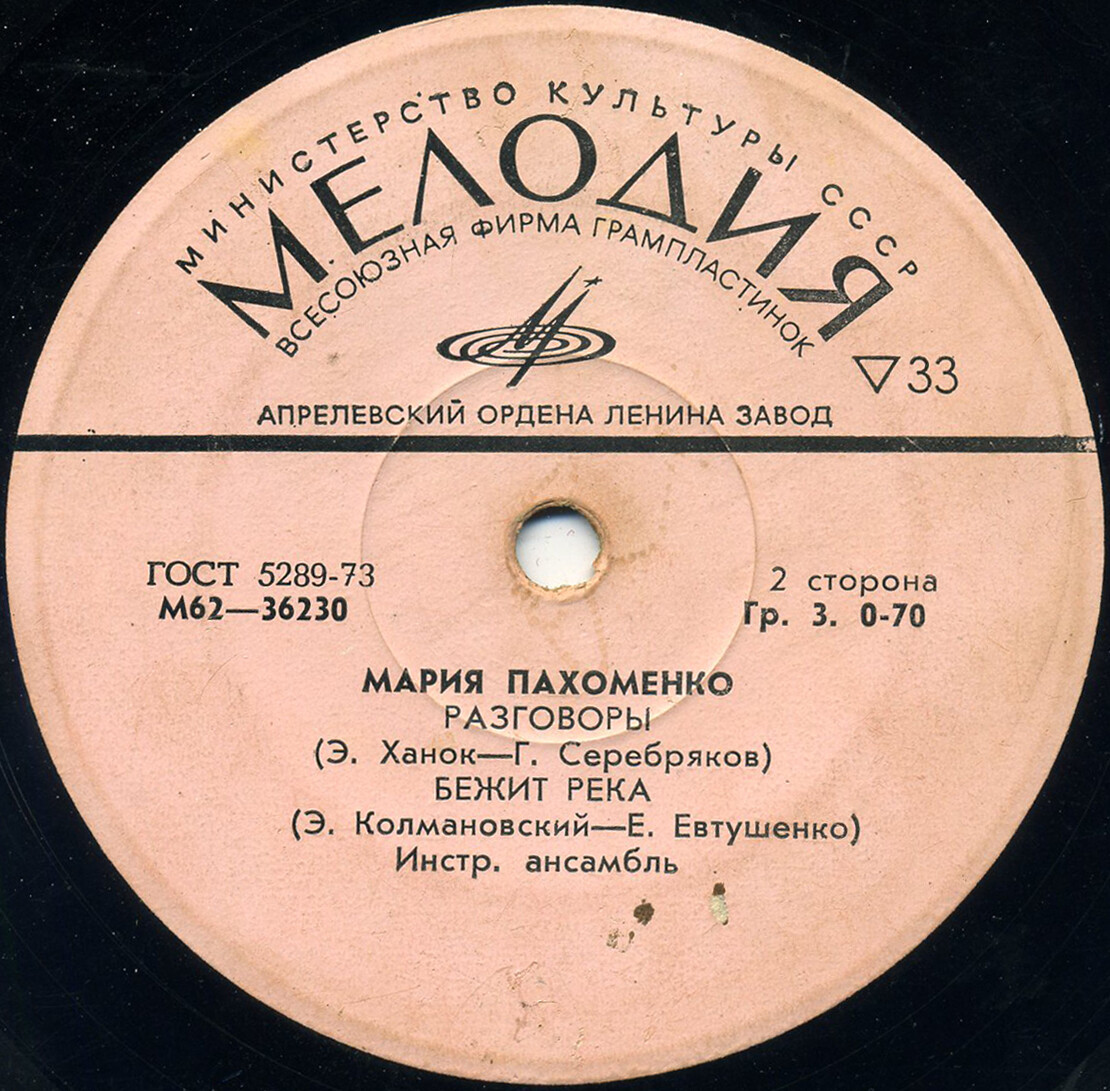 МИНИСТЕРСТВО КУЛЬТУРЫ СССР
МЕЛОДИЯ
ВСЕСОЮЗНАЯ ФИРМА ГРАМПЛАСТИНОК
▽33
АПРЕЛЕВСКИЙ ОРДЕНА ЛЕНИНА ЗАВОД
ГОСТ 5289-73
М62—36230
2 сторона
Гр. 3. 0-70
МАРИЯ ПАХОМЕНКО
РАЗГОВОРЫ
(Э. Ханок—Г. Серебряков)
БЕЖИТ РЕКА
(Э. Колмановский—Е. Евтушенко)
Инстр. ансамбль